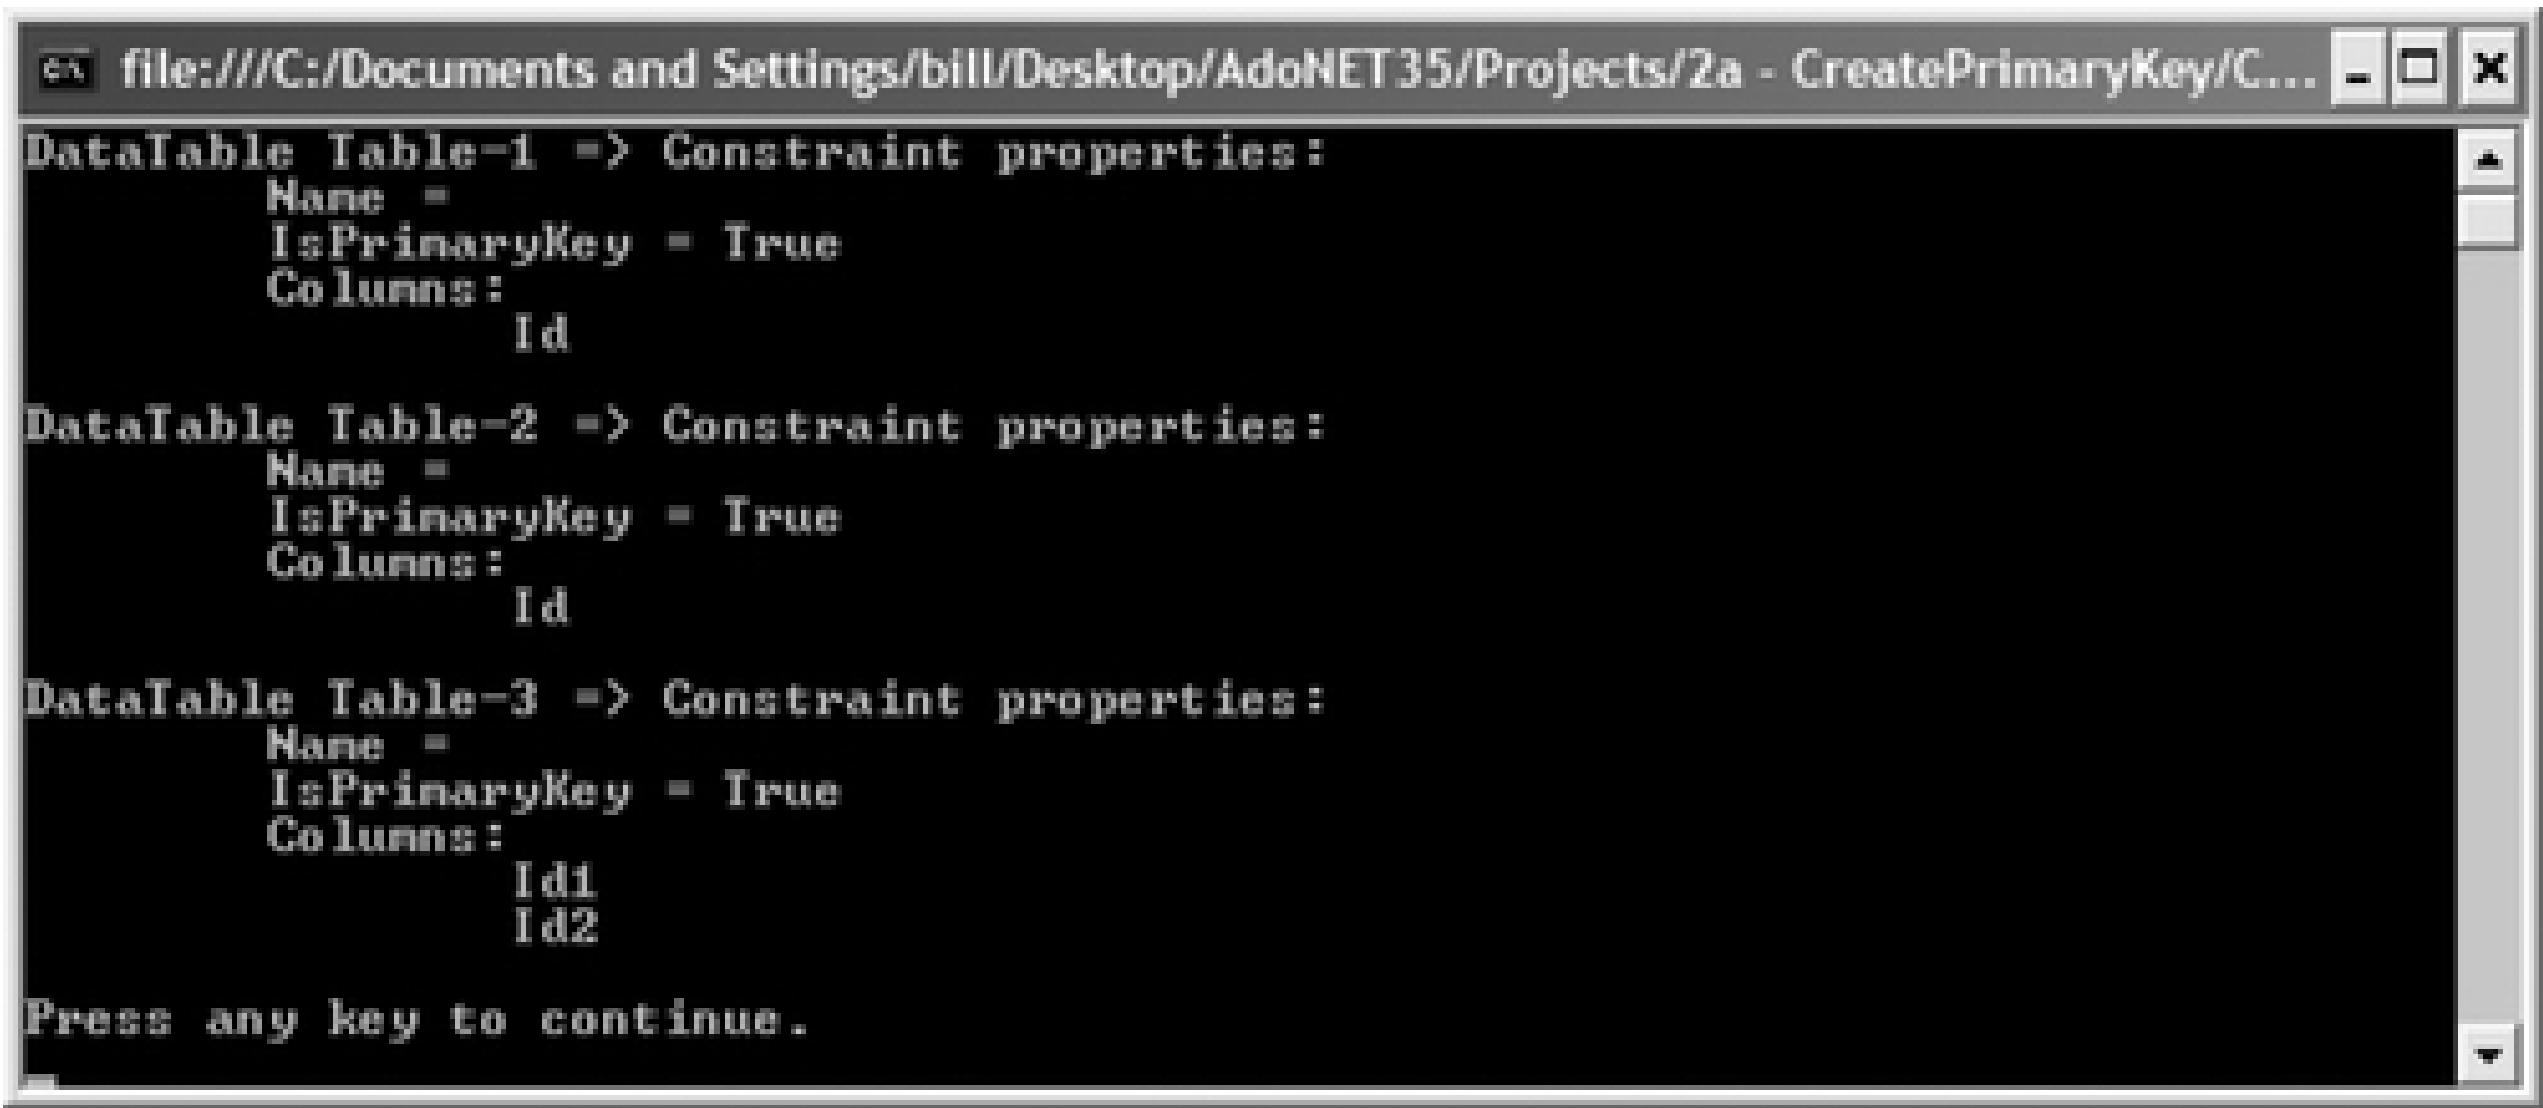 file:///C:/Documents and Settings/bill/Desktop/AdoNET35/Projects/2a - CreatePrimaryKey/C...
DataTable Table-1 => Constraint properties:
Name =
IsPrimaryKey = True
Columns:
Id
DataTable Table-2 => Constraint properties:
Name =
IsPrimaryKey = True
Columns:
Id
DataTable Table-3 => Constraint properties:
Name =
IsPrimaryKey = True
Columns:
Id1
Id2
Press any key to continue.